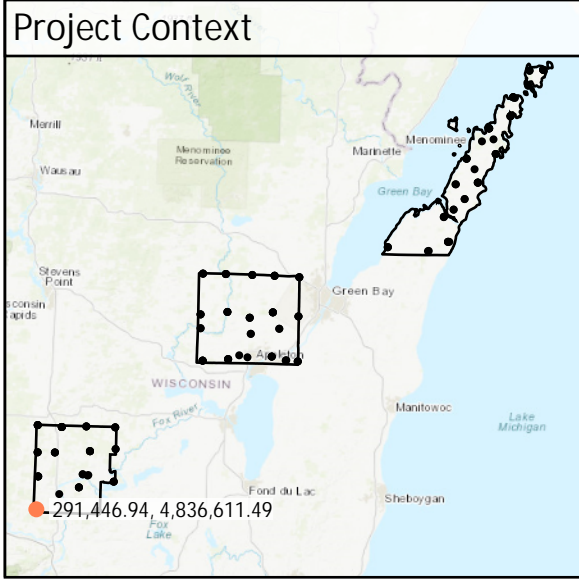 Project Context
Wolf River
Merrill
Menominee
Menominee
Reservation
Marinette
Wausau
Green Bay
Stevens
Point
sconsin
apids
Green Bay
Appleton
WISCONSIN
Fox River
Manitowoc
Lake
Michigan
Fond du Lac
Sheboygan
291,446.94, 4,836,611.49
Fox
Lake